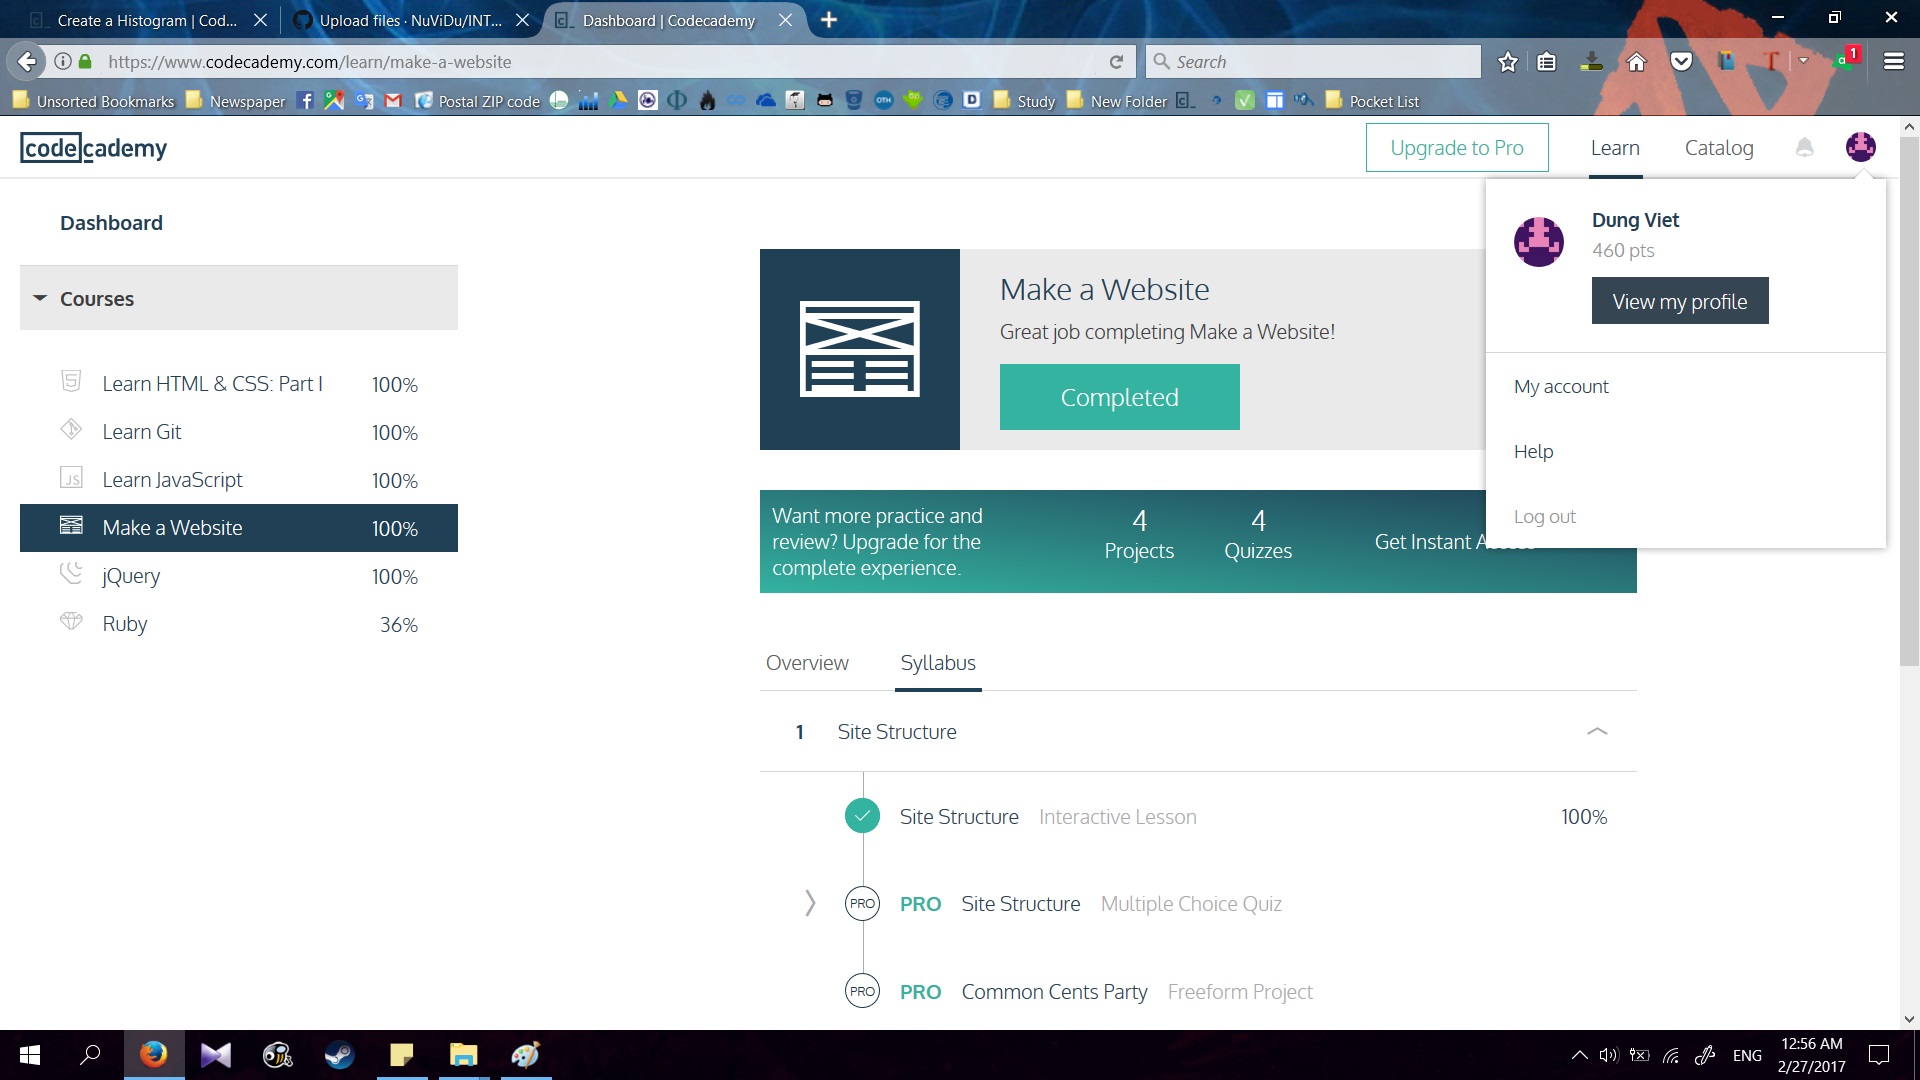 Create a Histogram | Cod...
Upload files · NuViDu/INT...
Dashboard | Codecademy
https://www.codecademy.com/learn/make-a-website
Search
1
Unsorted Bookmarks
Newspaper
Postal ZIP code
Study
New Folder
Pocket List
codecademy
Upgrade to Pro
Learn
Catalog
Dashboard
Courses
Learn HTML & CSS: Part I 100%
Learn Git 100%
Learn JavaScript 100%
Make a Website 100%
jQuery 100%
Ruby 36%
Make a Website
Great job completing Make a Website!
Completed
Dung Viet
460 pts
View my profile
My account
Help
Log out
Want more practice and
review? Upgrade for the
complete experience.
4
Projects
4
Quizzes
Get Instant
Overview
Syllabus
1 Site Structure
Site Structure Interactive Lesson 100%
PRO PRO Site Structure Multiple Choice Quiz
PRO PRO Common Cents Party Freeform Project
ENG
12:56 AM
2/27/2017